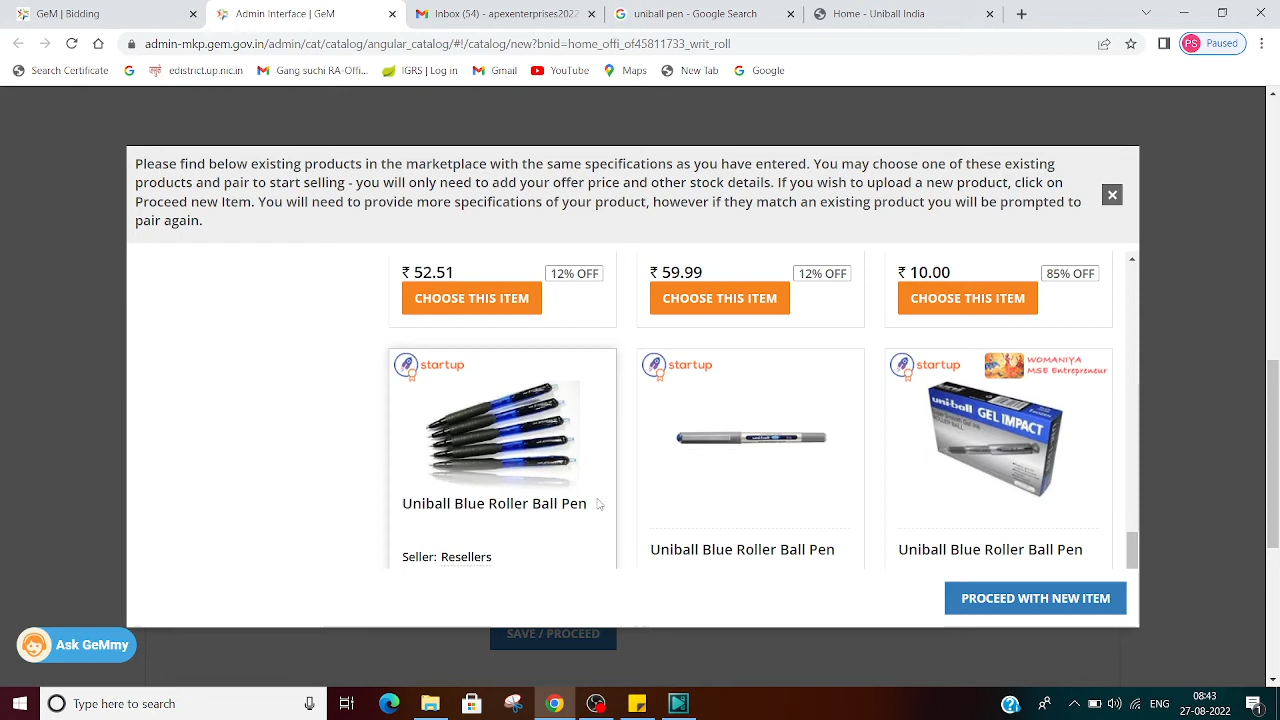 GeM | Bidding
Admin Interface | GeM
Inbox (54) - apexenterprises2022
uniball pen - Google Search
Home - Uniball India
admin-mlp.gem.gov.in/admin/cat/catalog/angular_catalog/#!/catalog/new?bnid=home_offi_of45811733_writ_roll
PS Paused
Search Certificate
edistrict.up.nic.in
Gang suchi RA-Offi...
IGRS | Log in
Gmail
YouTube
Maps
New Tab
Google
Please find below existing products in the marketplace with the same specifications as you have entered. You may choose one of these existing
products and pair to start selling - you will only need to add your offer price and other stock details. If you wish to upload a new product, click on
Proceed new Item. You will need to provide more specifications of your product, however if they match an existing product you will be prompted to
pair again.
₹ 52.51 12% OFF
CHOOSE THIS ITEM
₹ 59.99 12% OFF
CHOOSE THIS ITEM
₹ 10.00 85% OFF
CHOOSE THIS ITEM
startup
Uniball Blue Roller Ball Pen
Seller: Resellers
startup
Uniball Blue Roller Ball Pen
startup
WOMANIYA
MSE Entrepreneur
uni-ball GEL IMPACT
Uniball Blue Roller Ball Pen
PROCEED WITH NEW ITEM
SAVE / PROCEED
Ask GeMmy
Type here to search
ENG
08:43
27-08-2022